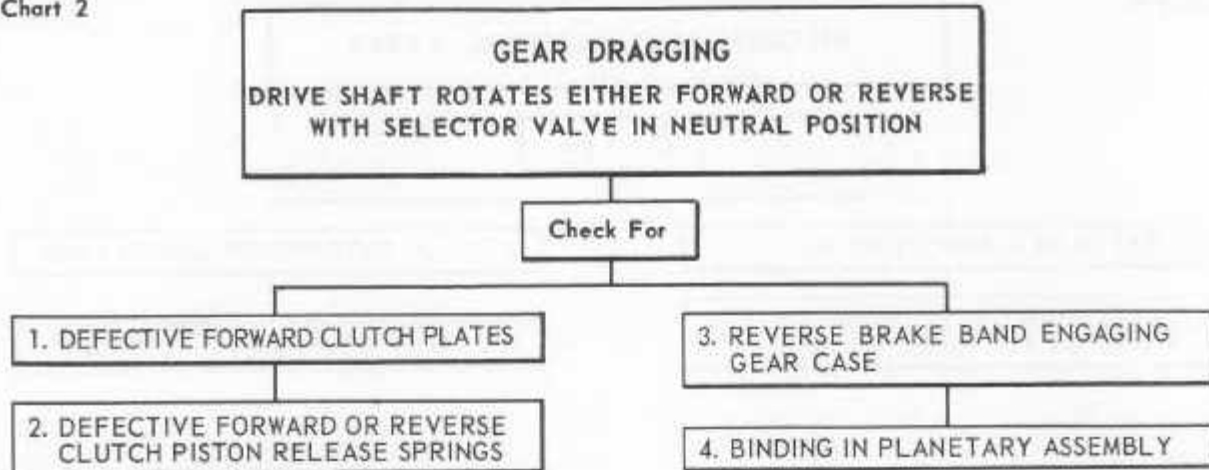 Chart 2
GEAR DRAGGING
DRIVE SHAFT ROTATES EITHER FORWARD OR REVERSE
WITH SELECTOR VALVE IN NEUTRAL POSITION
Check For
1. DEFECTIVE FORWARD CLUTCH PLATES
2. DEFECTIVE FORWARD OR REVERSE
CLUTCH PISTON RELEASE SPRINGS
3. REVERSE BRAKE BAND ENGAGING
GEAR CASE
4. BINDING IN PLANETARY ASSEMBLY